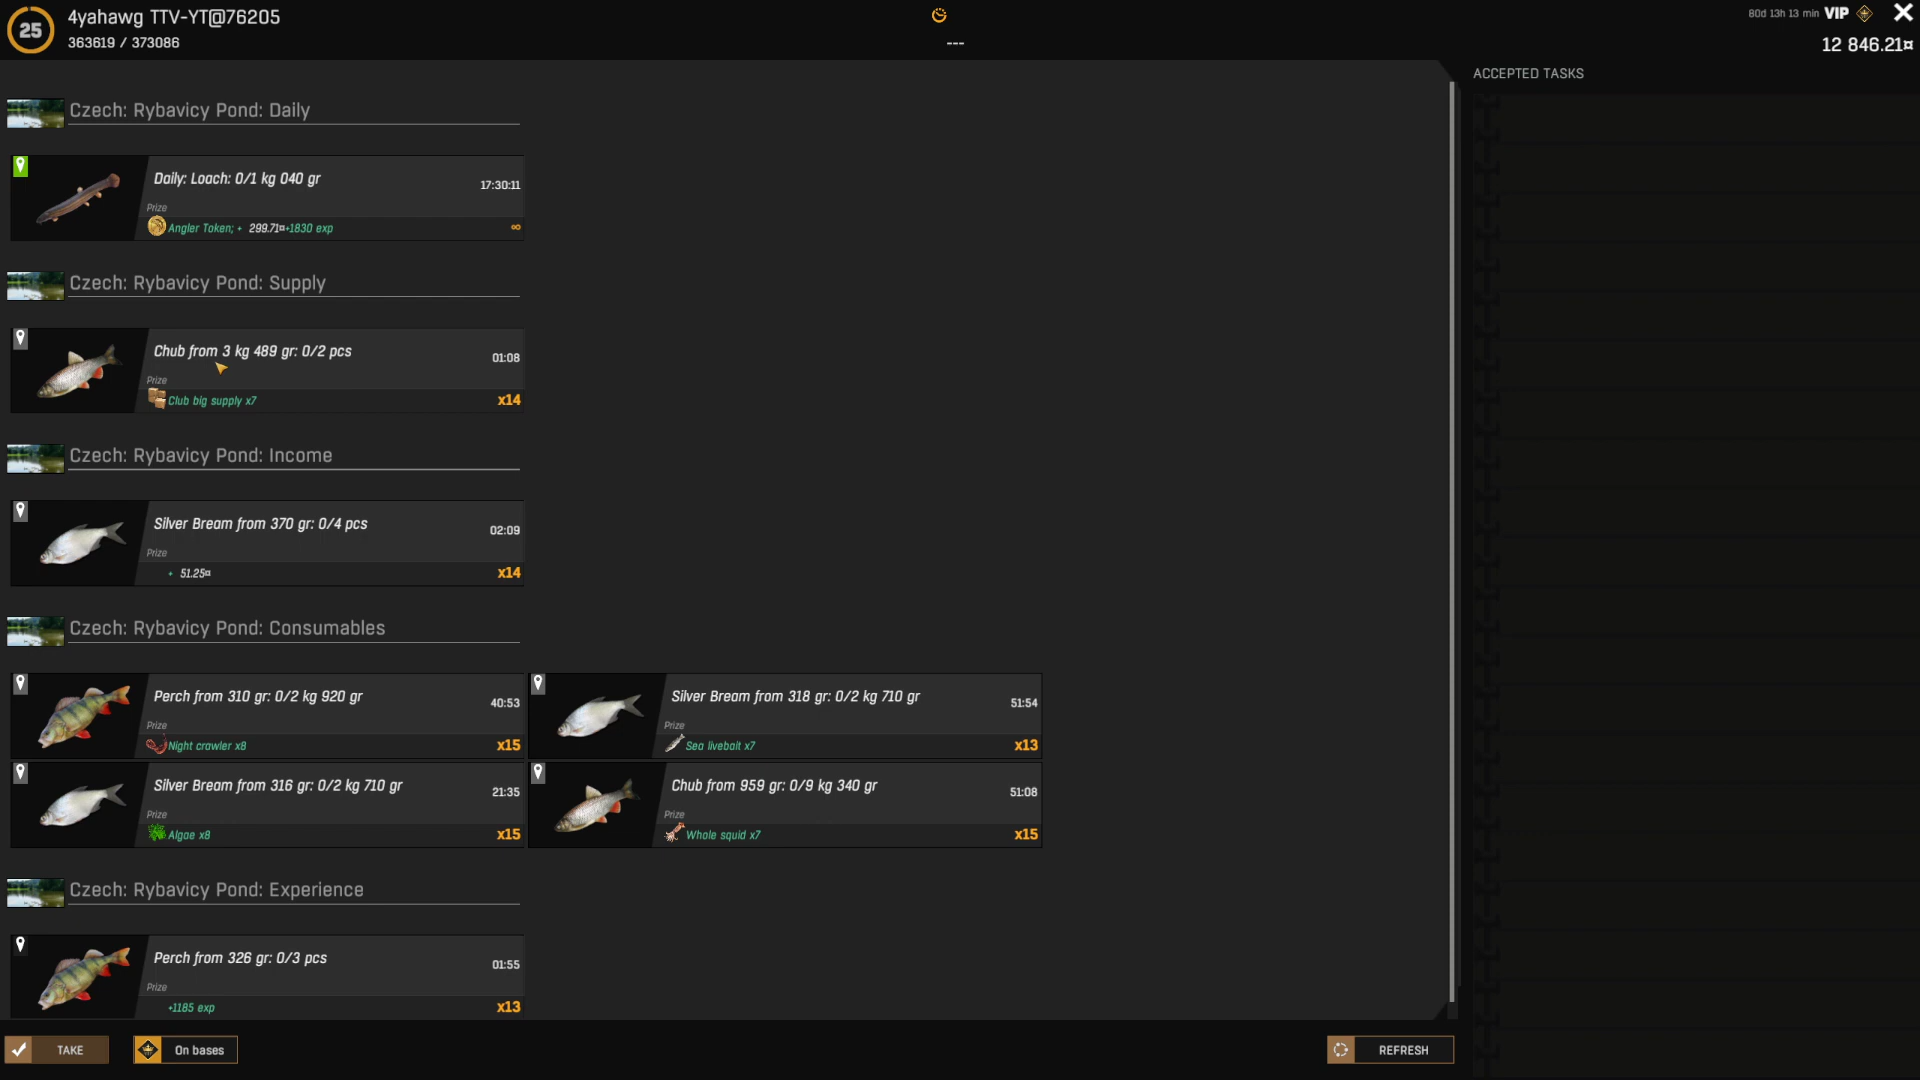 25
4yahawg TTV-YT@76205
363619 / 373086
---
80d 13h 13 min VIP
12 846.21¤
ACCEPTED TASKS
Czech: Rybavicy Pond: Daily
Daily: Loach: 0/1 kg 040 gr
17:30:11
Prize
Angler Token; + 299.71¤+1830 exp
∞
Czech: Rybavicy Pond: Supply
Chub from 3 kg 489 gr: 0/2 pcs
01:08
Prize
Club big supply x7
x14
Czech: Rybavicy Pond: Income
Silver Bream from 370 gr: 0/4 pcs
02:09
Prize
+ 51.25¤
x14
Czech: Rybavicy Pond: Consumables
Perch from 310 gr: 0/2 kg 920 gr
40:53
Prize
Night crawler x8
x15
Silver Bream from 318 gr: 0/2 kg 710 gr
51:54
Prize
Sea livebait x7
x13
Silver Bream from 316 gr: 0/2 kg 710 gr
21:35
Prize
Algae x8
x15
Chub from 959 gr: 0/9 kg 340 gr
51:08
Prize
Whole squid x7
x15
Czech: Rybavicy Pond: Experience
Perch from 326 gr: 0/3 pcs
01:55
Prize
+1185 exp
x13
TAKE
On bases
REFRESH